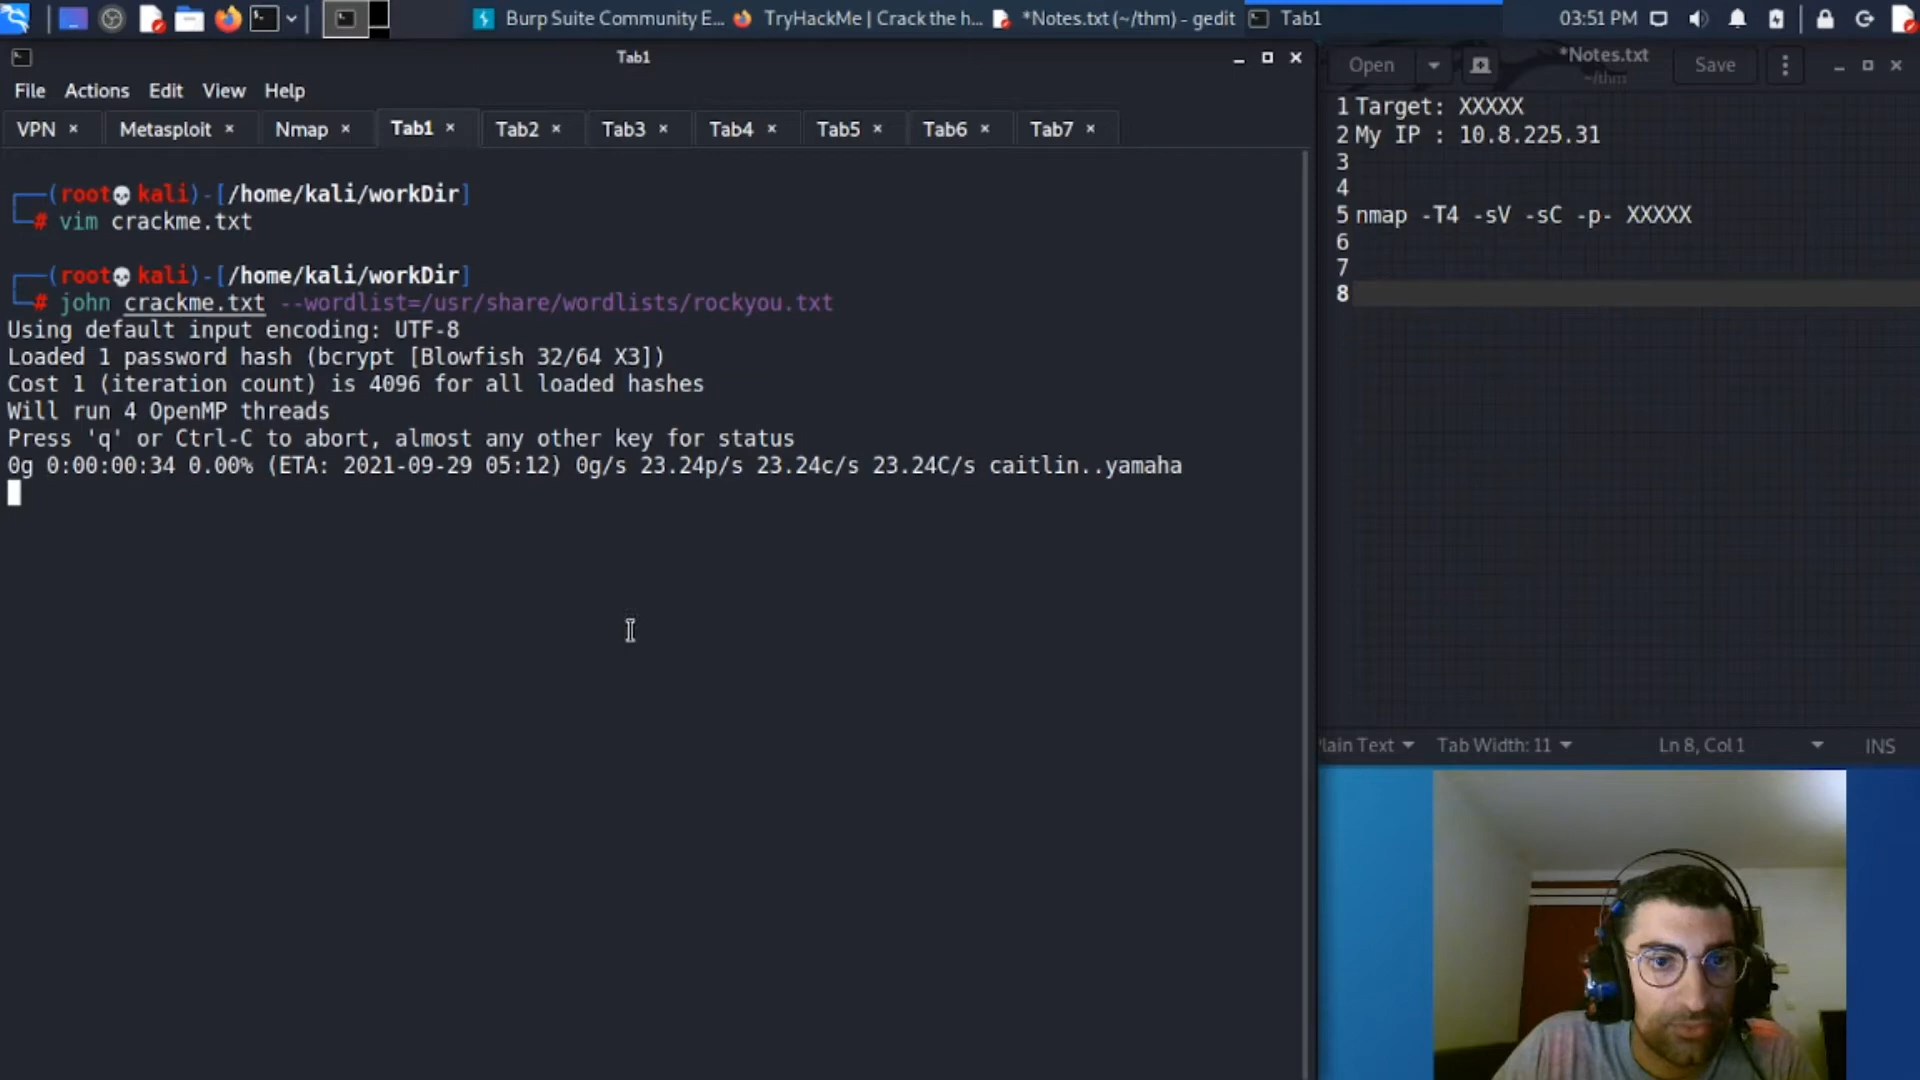 Burp Suite Community E...
TryHackMe | Crack the h...
*Notes.txt (~/thm) - gedit
Tab1
03:51 PM
Tab1
File Actions Edit View Help
VPN × Metasploit × Nmap × Tab1 × Tab2 × Tab3 × Tab4 × Tab5 × Tab6 × Tab7 ×
┌──(root💀kali)-[/home/kali/workDir]
└─# vim crackme.txt
┌──(root💀kali)-[/home/kali/workDir]
└─# john crackme.txt --wordlist=/usr/share/wordlists/rockyou.txt
Using default input encoding: UTF-8
Loaded 1 password hash (bcrypt [Blowfish 32/64 X3])
Cost 1 (iteration count) is 4096 for all loaded hashes
Will run 4 OpenMP threads
Press 'q' or Ctrl-C to abort, almost any other key for status
0g 0:00:00:34 0.00% (ETA: 2021-09-29 05:12) 0g/s 23.24p/s 23.24c/s 23.24C/s caitlin..yamaha
Open
*Notes.txt
~/thm
Save
1 Target: XXXXX
2 My IP : 10.8.225.31
3
4
5 nmap -T4 -sV -sC -p- XXXXX
6
7
8
lain Text Tab Width: 11 Ln 8, Col 1 INS